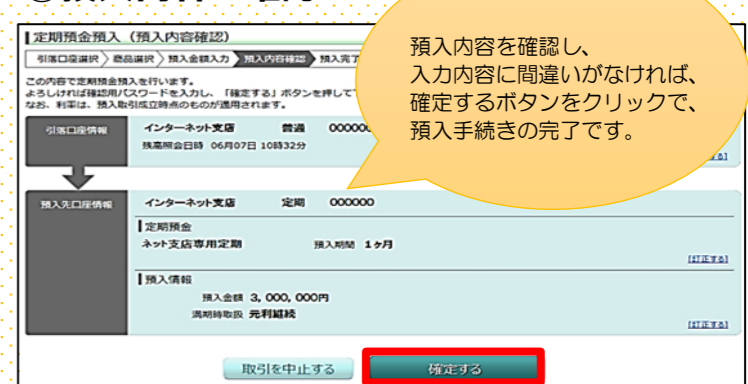 定期預金預入（預入内容確認）
引落口座選択 商品選択 預入金額入力 預入内容確認 預入完了
この内容で定期預金預入を行います。
よろしければ確認用パスワードを入力し、「確定する」ボタンを押して
なお、利率は、預入取引成立時点のものが適用されます。
預入内容を確認し、
入力内容に間違いがなければ、
確定するボタンをクリックで、
預入手続きの完了です。
引落口座情報 インターネット支店 普通 000000
残高照会日時 06月07日 10時32分
預入先口座情報 インターネット支店 定期 000000
定期預金
ネット支店専用定期 預入期間 1ヶ月
[訂正する]
預入情報
預入金額 3,000,000円
満期時取扱 元利継続
[訂正する]
取引を中止する 確定する